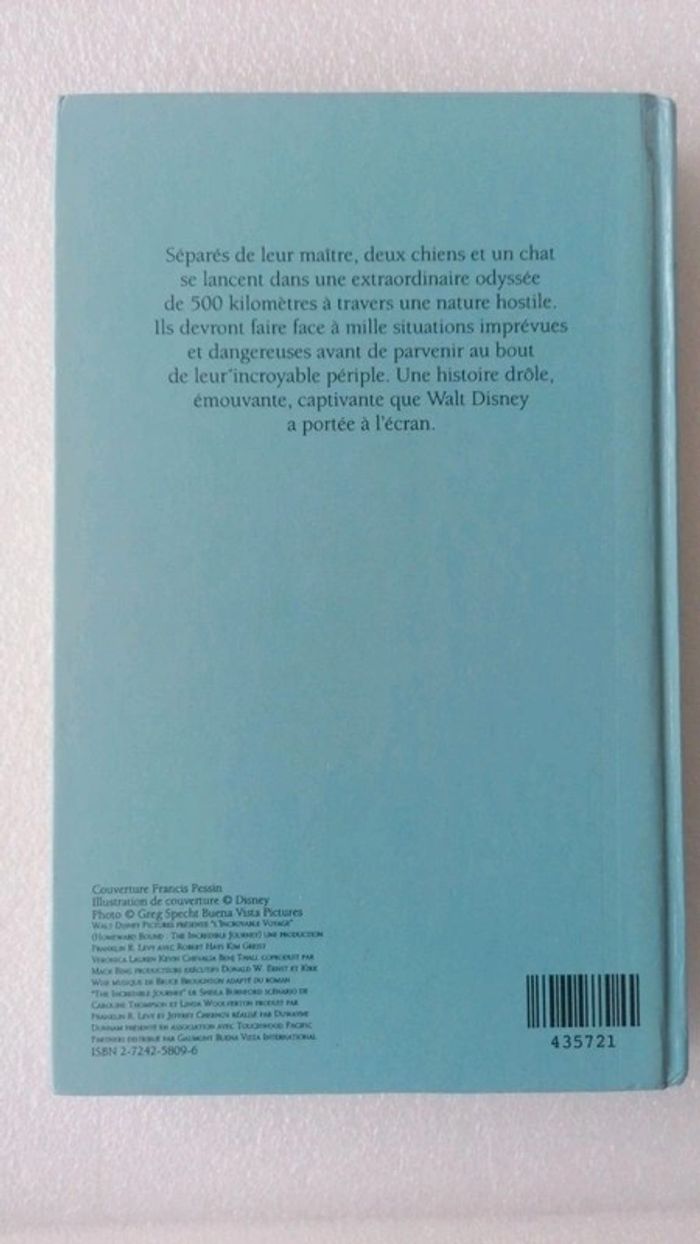 Séparés de leur maître, deux chiens et un chat
se lancent dans une extraordinaire odyssée
de 500 kilomètres à travers une nature hostile.
Ils devront faire face à mille situations imprévues
et dangereuses avant de parvenir au bout
de leur incroyable périple. Une histoire drôle,
émouvante, captivante que Walt Disney
a portée à l'écran.
Couverture Francis Pessin
Illustration de couverture © Disney
Photo © Greg Specht Buena Vista Pictures
Walt Disney Pictures présente "L'Incroyable Voyage"
(Homeward Bound : The Incredible Journey) une production
Franklin R. Levy avec Robert Hays Kim Greist
Veronica Lauren Kevin Chevalia Benj Thall coproduit par
Mack Bing producteurs exécutifs Donald W. Ernst et Kirk
Wise musique de Bruce Broughton adapté du roman
"The Incredible Journey" de Sheila Burnford scénario de
Caroline Thompson et Linda Woolverton produit par
Franklin R. Levy et Jeffrey Chernov réalisé par Duwayne
Dunham présenté en association avec Touchwood Pacific
Partners distribué par Gaumont Buena Vista International
ISBN 2-7242-5809-6
435721